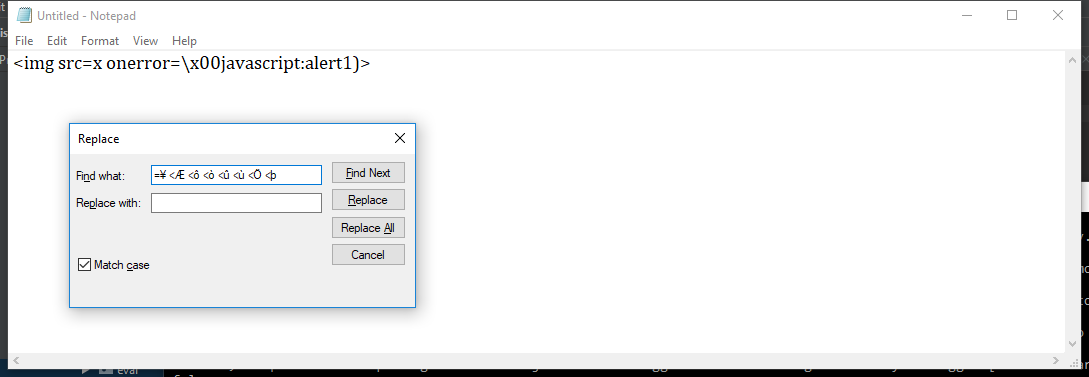 Untitled - Notepad
File Edit Format View Help
<img src=x onerror=\x00javascript:alert1)>
Replace
Find what: =¥ <Æ <ô <ò <û <ù <Ö <þ
Find Next
Replace with:
Replace
Replace All
Cancel
Match case
eval